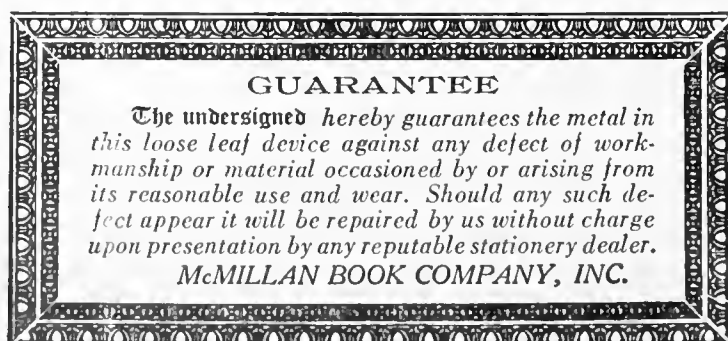 GUARANTEE
The undersigned hereby guarantees the metal in
this loose leaf device against any defect of work-
manship or material occasioned by or arising from
its reasonable use and wear. Should any such de-
fect appear it will be repaired by us without charge
upon presentation by any reputable stationery dealer.
McMILLAN BOOK COMPANY, INC.